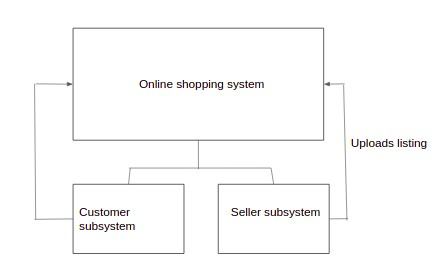 Online shopping system
Uploads listing
Customer
subsystem
Seller subsystem